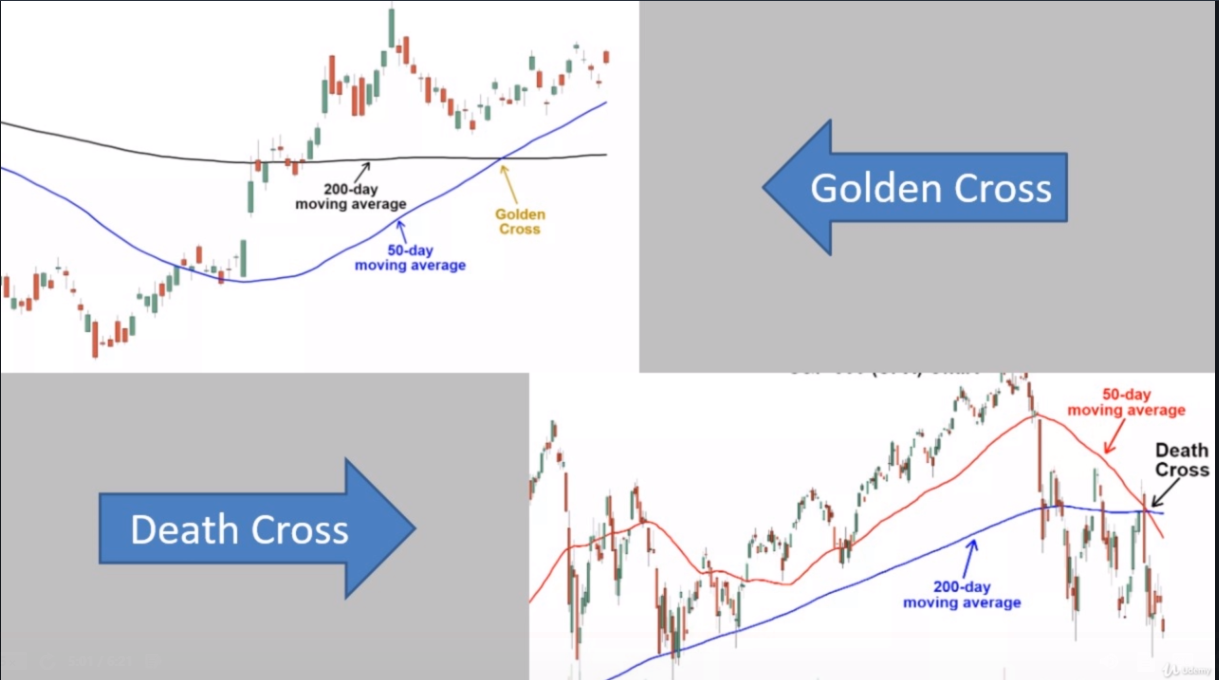 200-day
moving average
Golden
Cross
50-day
moving average
Golden Cross
Death Cross
50-day
moving average
Death
Cross
200-day
moving average
Udemy